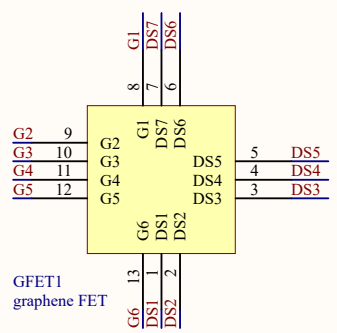 G1 DS7 DS6
8 7 6
G1 DS7 DS6
G2 9 G2
G3 10 G3 DS5 5 DS5
G4 11 G4 DS4 4 DS4
G5 12 G5 DS3 3 DS3
G6 DS1 DS2
13 1 2
G6 DS1 DS2
GFET1
graphene FET